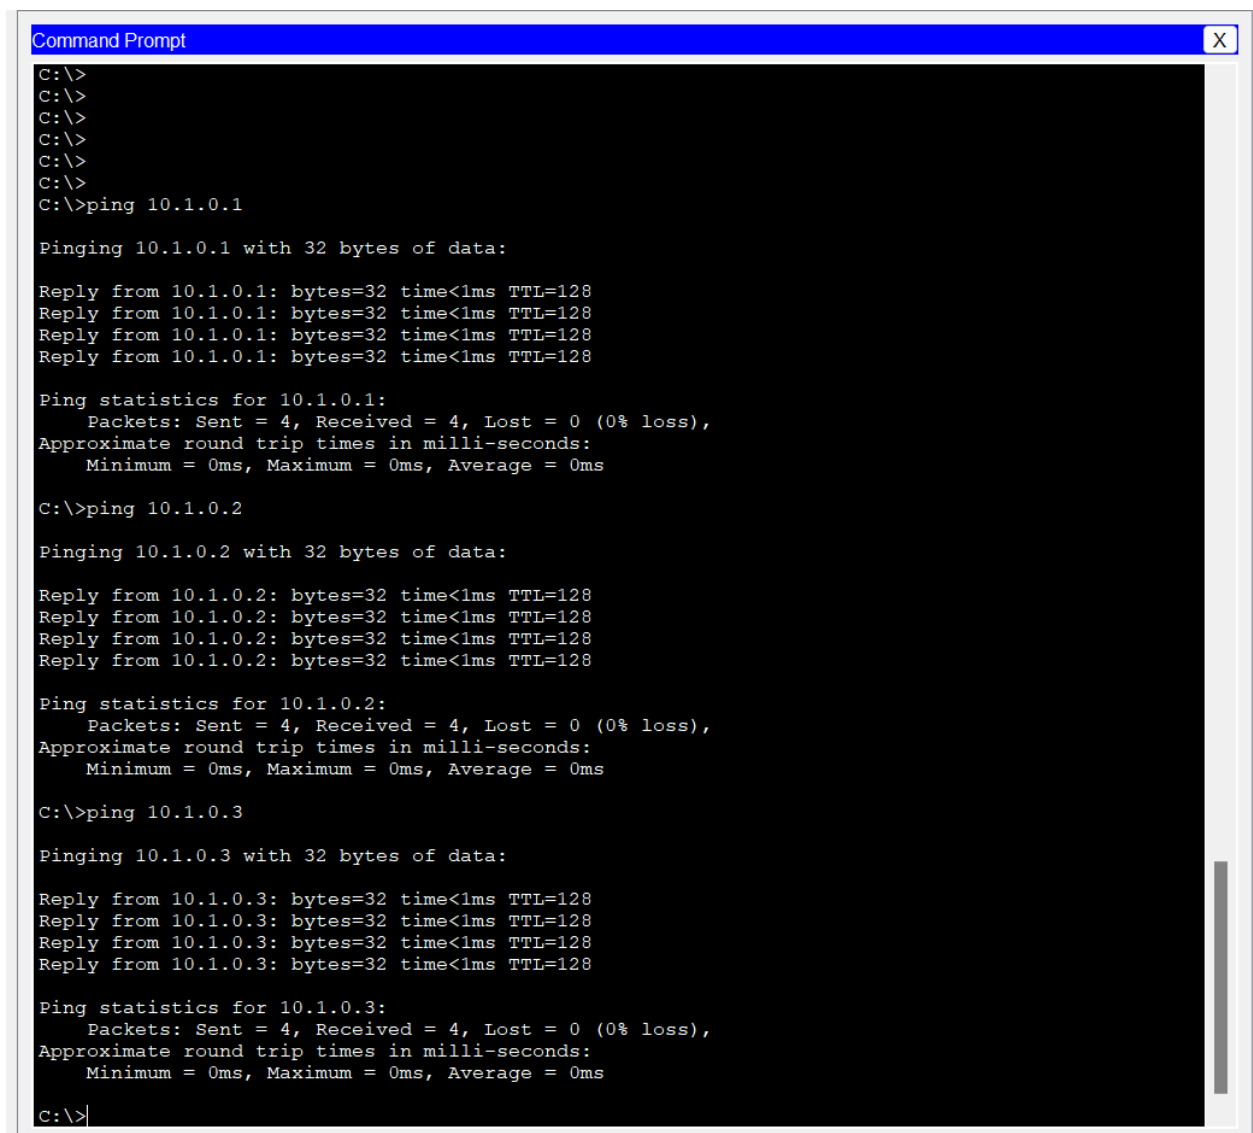 Command Prompt
X
C:\>
C:\>
C:\>
C:\>
C:\>
C:\>
C:\>ping 10.1.0.1
Pinging 10.1.0.1 with 32 bytes of data:
Reply from 10.1.0.1: bytes=32 time<1ms TTL=128
Reply from 10.1.0.1: bytes=32 time<1ms TTL=128
Reply from 10.1.0.1: bytes=32 time<1ms TTL=128
Reply from 10.1.0.1: bytes=32 time<1ms TTL=128
Ping statistics for 10.1.0.1:
    Packets: Sent = 4, Received = 4, Lost = 0 (0% loss),
Approximate round trip times in milli-seconds:
    Minimum = 0ms, Maximum = 0ms, Average = 0ms
C:\>ping 10.1.0.2
Pinging 10.1.0.2 with 32 bytes of data:
Reply from 10.1.0.2: bytes=32 time<1ms TTL=128
Reply from 10.1.0.2: bytes=32 time<1ms TTL=128
Reply from 10.1.0.2: bytes=32 time<1ms TTL=128
Reply from 10.1.0.2: bytes=32 time<1ms TTL=128
Ping statistics for 10.1.0.2:
    Packets: Sent = 4, Received = 4, Lost = 0 (0% loss),
Approximate round trip times in milli-seconds:
    Minimum = 0ms, Maximum = 0ms, Average = 0ms
C:\>ping 10.1.0.3
Pinging 10.1.0.3 with 32 bytes of data:
Reply from 10.1.0.3: bytes=32 time<1ms TTL=128
Reply from 10.1.0.3: bytes=32 time<1ms TTL=128
Reply from 10.1.0.3: bytes=32 time<1ms TTL=128
Reply from 10.1.0.3: bytes=32 time<1ms TTL=128
Ping statistics for 10.1.0.3:
    Packets: Sent = 4, Received = 4, Lost = 0 (0% loss),
Approximate round trip times in milli-seconds:
    Minimum = 0ms, Maximum = 0ms, Average = 0ms
C:\>